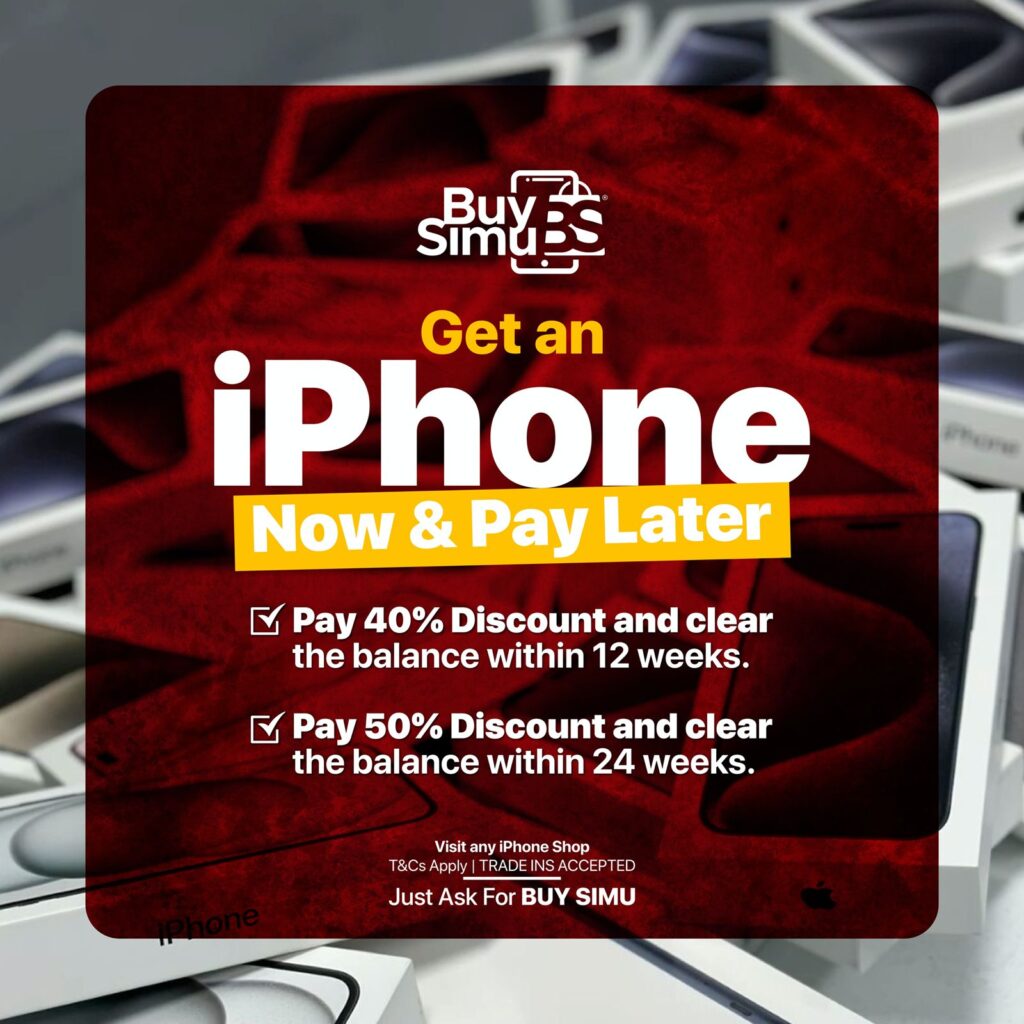 Buy
Simu BS®
Get an
iPhone
Now & Pay Later
Pay 40% Discount and clear
the balance within 12 weeks.
Pay 50% Discount and clear
the balance within 24 weeks.
Visit any iPhone Shop
T&Cs Apply | TRADE INS ACCEPTED
Just Ask For BUY SIMU
iPhone
iPhone
iPhone